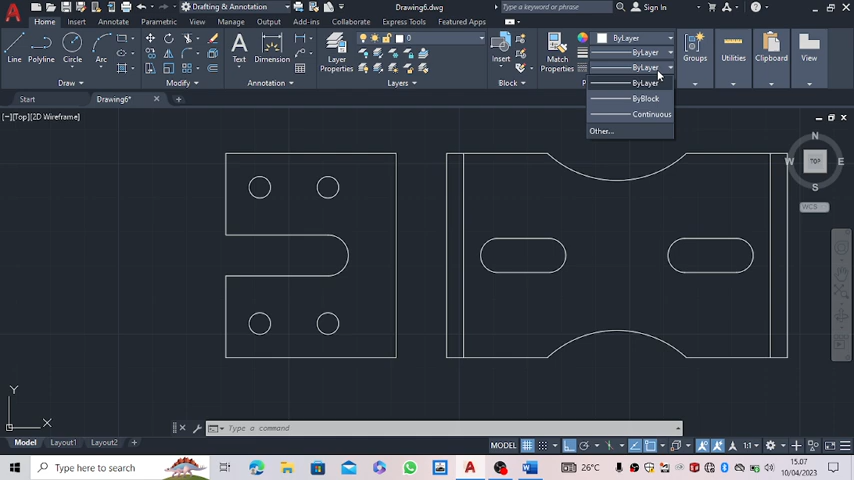 Drafting & Annotation
Drawing6.dwg
Type a keyword or phrase
Sign In
Home
Insert
Annotate
Parametric
View
Manage
Output
Add-ins
Collaborate
Express Tools
Featured Apps
Line
Polyline
Circle
Arc
Text
Dimension
Layer
Properties
0
Insert
Match
Properties
ByLayer
ByLayer
ByLayer
ByLayer
ByBlock
Continuous
Other...
Groups
Utilities
Clipboard
View
Draw
Modify
Annotation
Layers
Block
Start
Drawing6*
[−][Top][2D Wireframe]
N
W
TOP
E
S
WCS
Y
X
Type a command
Model
Layout1
Layout2
MODEL
1:1
Type here to search
26°C
15.07
10/04/2023